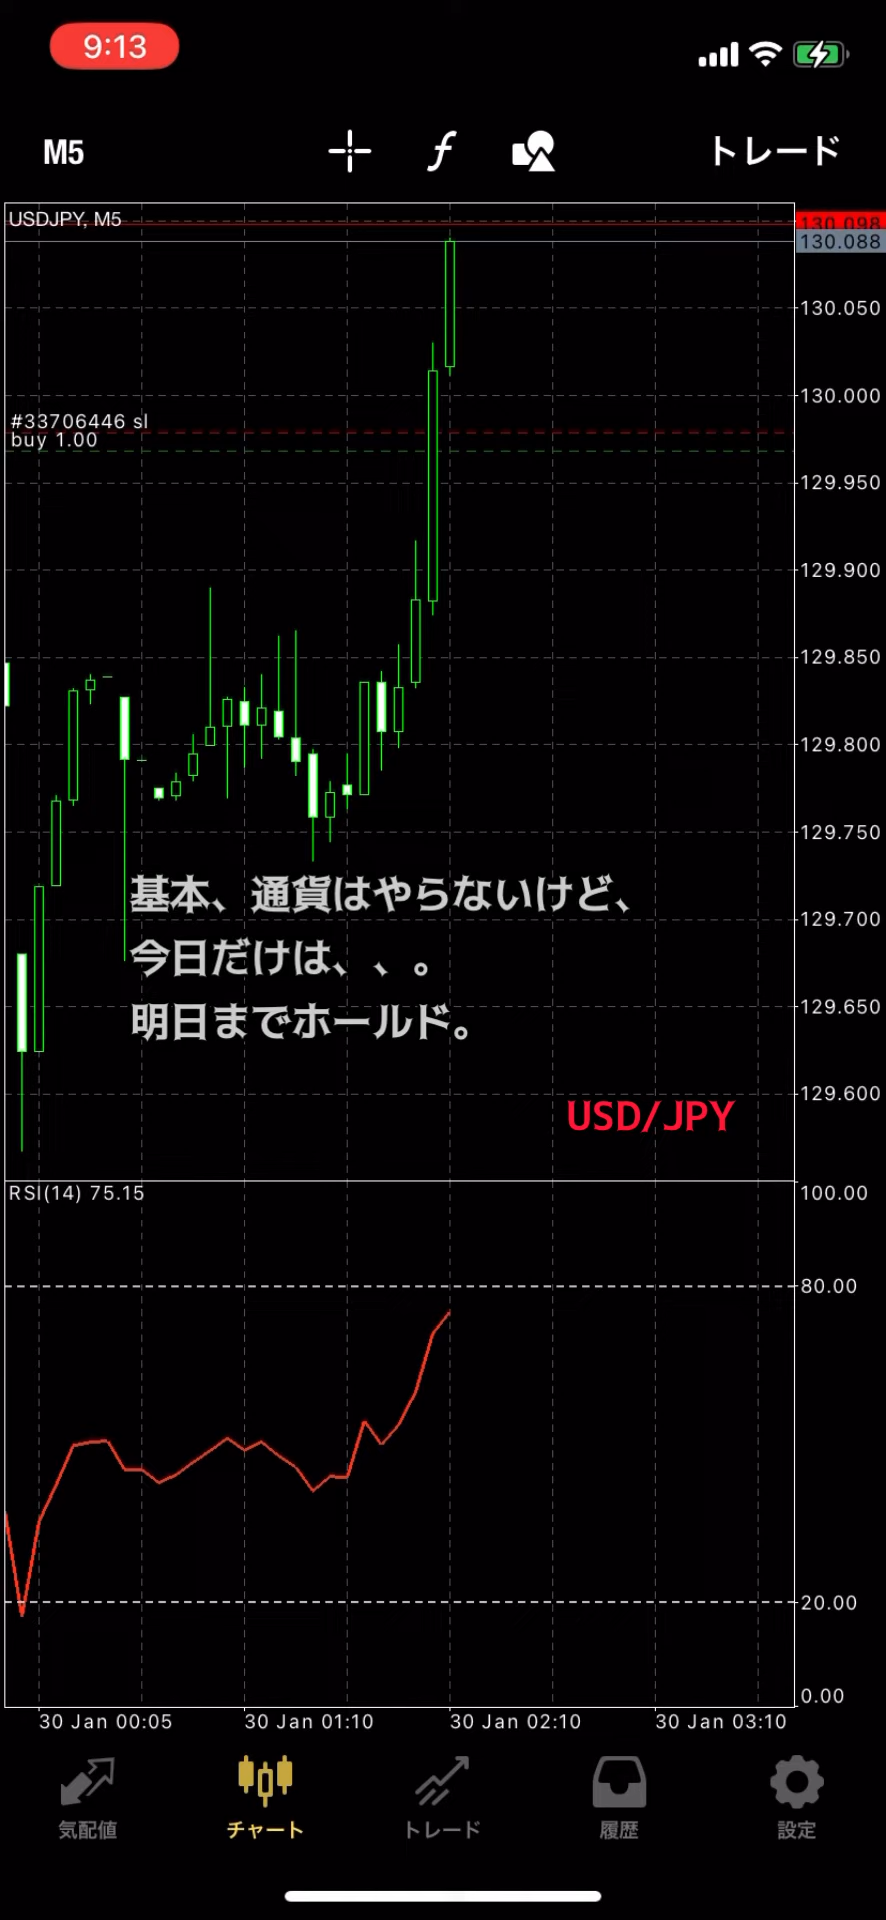 9:13
M5
トレード
USDJPY, M5
130.098
130.088
130.050
130.000
#33706446 sl
buy 1.00
129.950
129.900
129.850
129.800
129.750
基本、通貨はやらないけど、
129.700
今日だけは、、。
129.650
明日までホールド。
129.600
USD/JPY
RSI(14) 75.15
100.00
80.00
20.00
0.00
30 Jan 00:05
30 Jan 01:10
30 Jan 02:10
30 Jan 03:10
気配値
チャート
トレード
履歴
設定